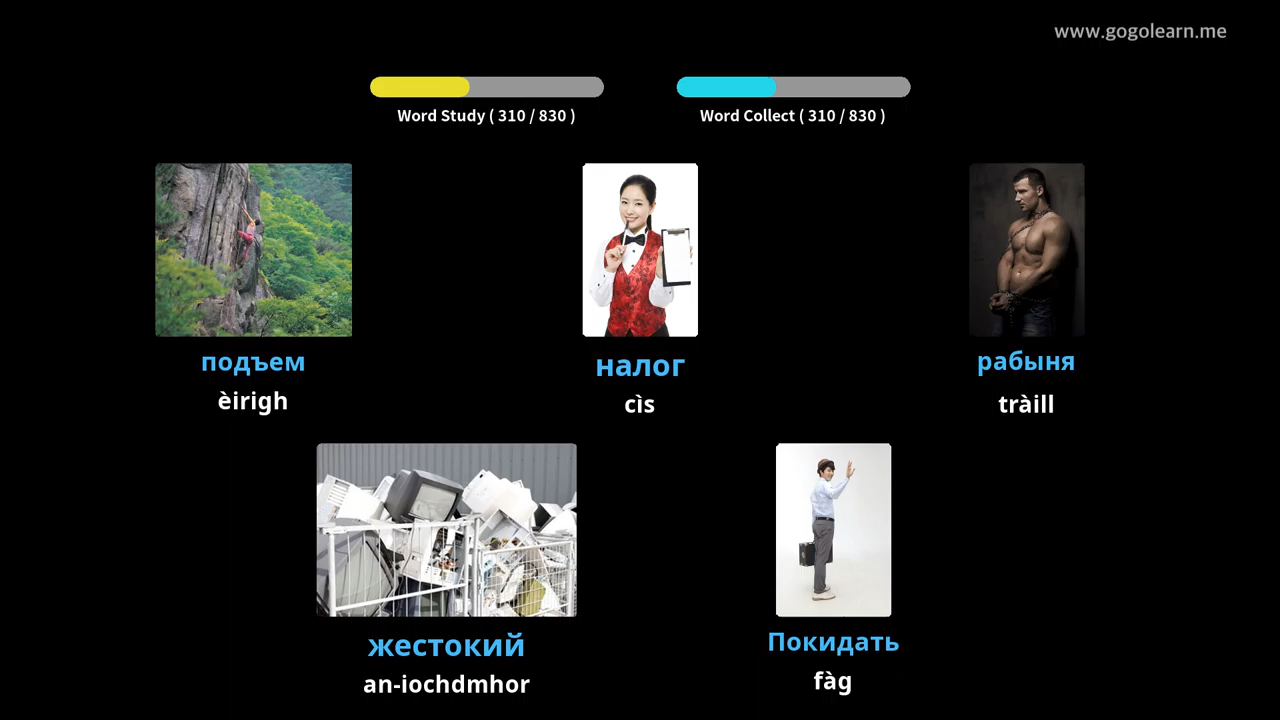 www.gogolearn.me
Word Study ( 310 / 830 )
Word Collect ( 310 / 830 )
подъем
èirigh
налог
cìs
рабыня
tràill
жестокий
an-iochdmhor
Покидать
fàg